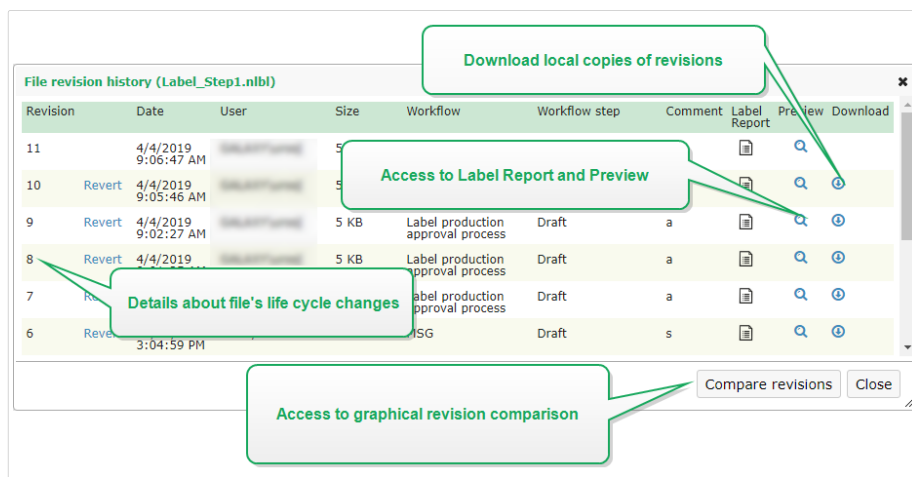 Download local copies of revisions
File revision history (Label_Step1.nlbl)
Revision Date User Size Workflow Workflow step Comment Label Report Preview Download
11 4/4/2019 9:06:47 AM
10 Revert 4/4/2019 9:05:46 AM
Access to Label Report and Preview
9 Revert 4/4/2019 9:02:27 AM 5 KB Label production approval process Draft a
8 Revert 4/4/2019 5 KB Label production approval process Draft a
Details about file's life cycle changes
7 production approval process Draft a
6 3:04:59 PM Draft s
Compare revisions Close
Access to graphical revision comparison